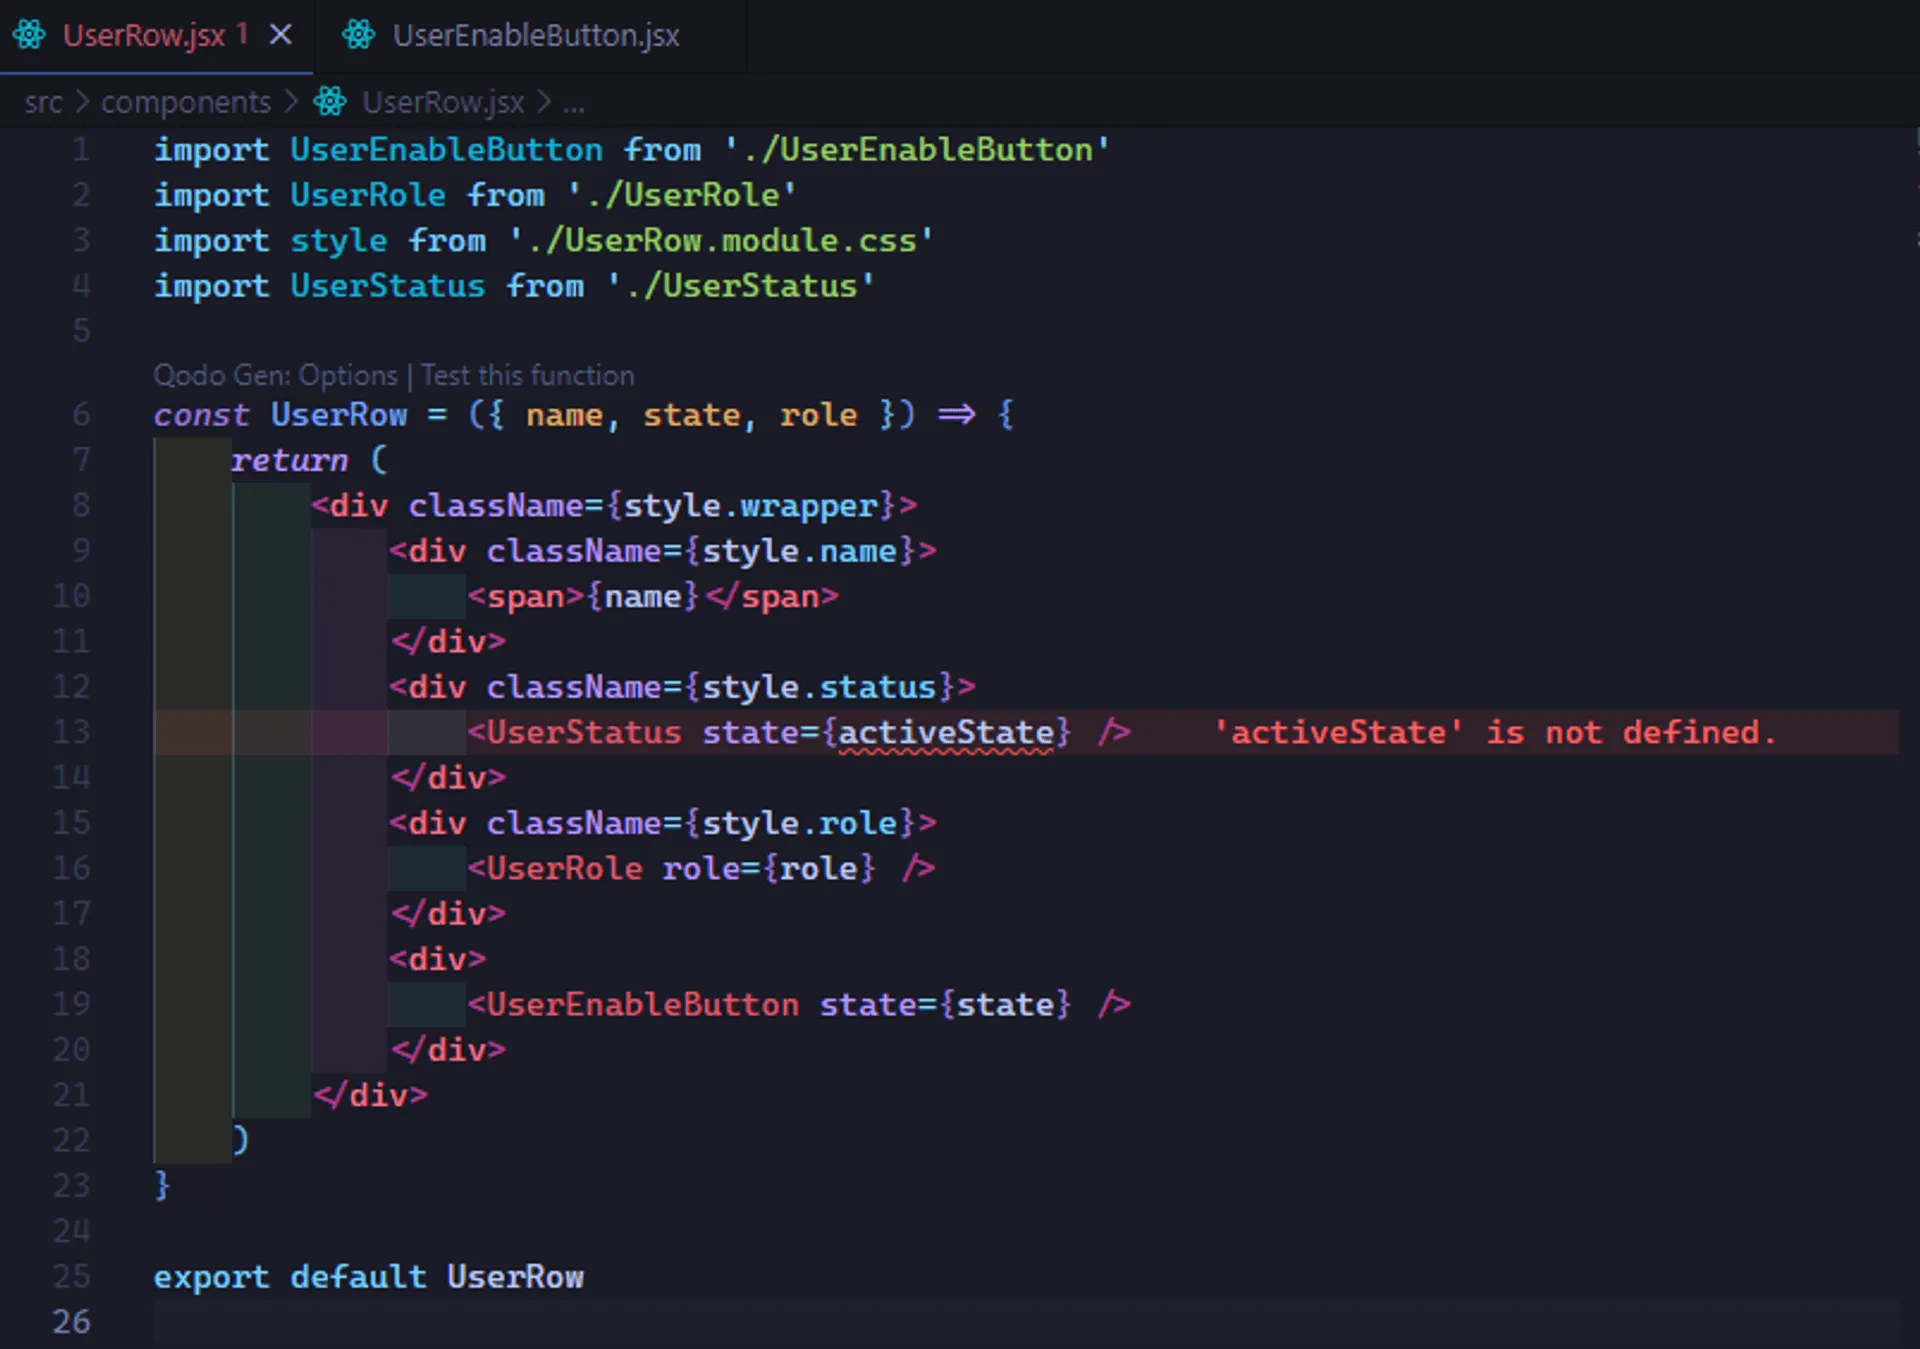 UserRow.jsx 1 × UserEnableButton.jsx
src > components > UserRow.jsx > ...
1 import UserEnableButton from './UserEnableButton'
2 import UserRole from './UserRole'
3 import style from './UserRow.module.css'
4 import UserStatus from './UserStatus'
5
Qodo Gen: Options | Test this function
6 const UserRow = ({ name, state, role }) => {
7     return (
8         <div className={style.wrapper}>
9             <div className={style.name}>
10                 <span>{name}</span>
11             </div>
12             <div className={style.status}>
13                 <UserStatus state={activeState} />    'activeState' is not defined.
14             </div>
15             <div className={style.role}>
16                 <UserRole role={role} />
17             </div>
18             <div>
19                 <UserEnableButton state={state} />
20             </div>
21         </div>
22     )
23 }
24
25 export default UserRow
26